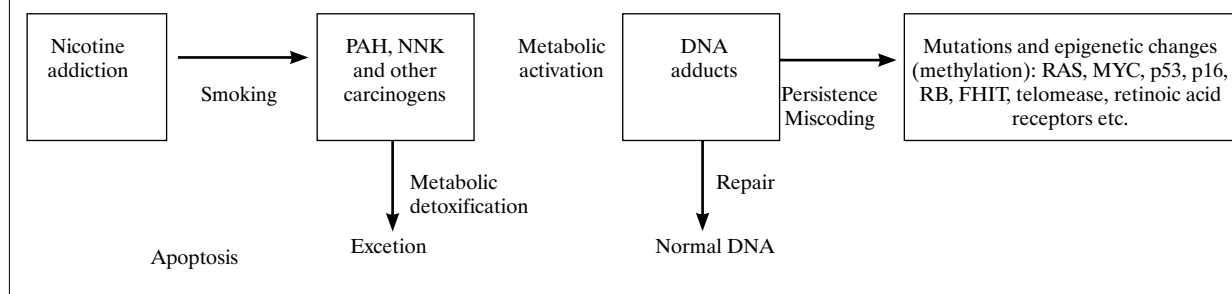 Nicotine
addiction
Smoking
PAH, NNK
and other
carcinogens
Metabolic
activation
DNA
adducts
Persistence
Miscoding
Mutations and epigenetic changes
(methylation): RAS, MYC, p53, p16,
RB, FHIT, telomease, retinoic acid
receptors etc.
Metabolic
detoxification
Repair
Apoptosis
Excetion
Normal DNA